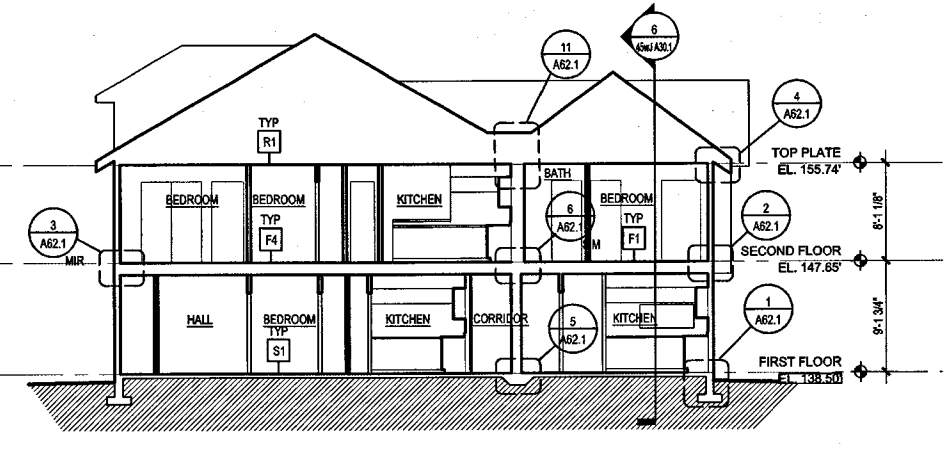 6
45wJ A30.1
11
A62.1
4
A62.1
TYP
R1
TOP PLATE
EL. 155.74'
BATH
BEDROOM
BEDROOM
KITCHEN
BEDROOM
8'-1 1/8"
3
A62.1
MIR
TYP
F4
6
A62.1
M
TYP
F1
2
A62.1
SECOND FLOOR
EL. 147.65'
HALL
BEDROOM
TYP
S1
KITCHEN
CORRIDOR
5
A62.1
KITCHEN
1
A62.1
9'-1 3/4"
FIRST FLOOR
EL. 138.50'